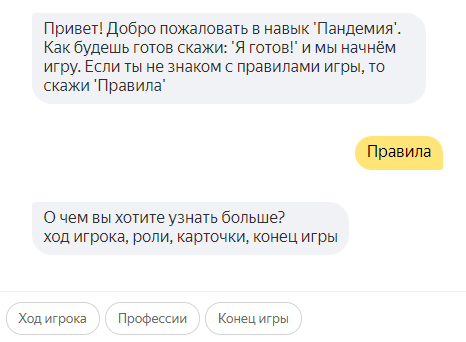 Привет! Добро пожаловать в навык 'Пандемия'.
Как будешь готов скажи: 'Я готов!' и мы начнём
игру. Если ты не знаком с правилами игры, то
скажи 'Правила'
Правила
О чем вы хотите узнать больше?
ход игрока, роли, карточки, конец игры
Ход игрока
Профессии
Конец игры